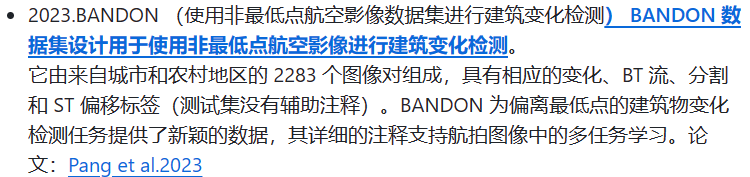 • 2023.BANDON （使用非最低点航空影像数据集进行建筑变化检测） BANDON 数
据集设计用于使用非最低点航空影像进行建筑变化检测。
它由来自城市和农村地区的 2283 个图像对组成，具有相应的变化、BT 流、分割
和 ST 偏移标签（测试集没有辅助注释）。BANDON 为偏离最低点的建筑物变化
检测任务提供了新颖的数据，其详细的注释支持航拍图像中的多任务学习。论
文：Pang et al.2023